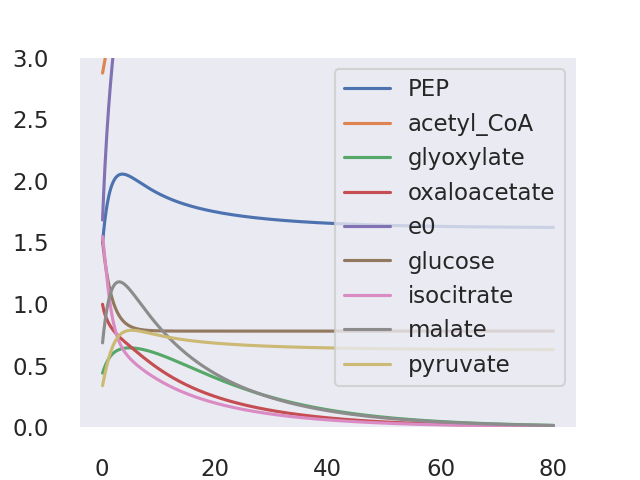 3.0
2.5
2.0
1.5
1.0
0.5
0.0
0
20
40
60
80
PEP
acetyl_CoA
glyoxylate
oxaloacetate
e0
glucose
isocitrate
malate
pyruvate